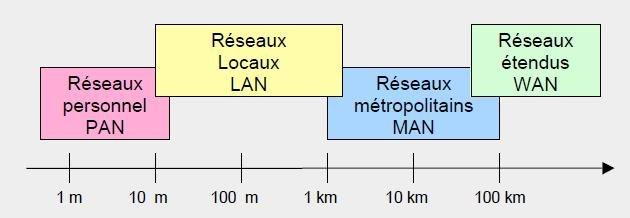 Réseaux
personnel
PAN
Réseaux
Locaux
LAN
Réseaux
métropolitains
MAN
Réseaux
étendus
WAN
1 m
10 m
100 m
1 km
10 km
100 km